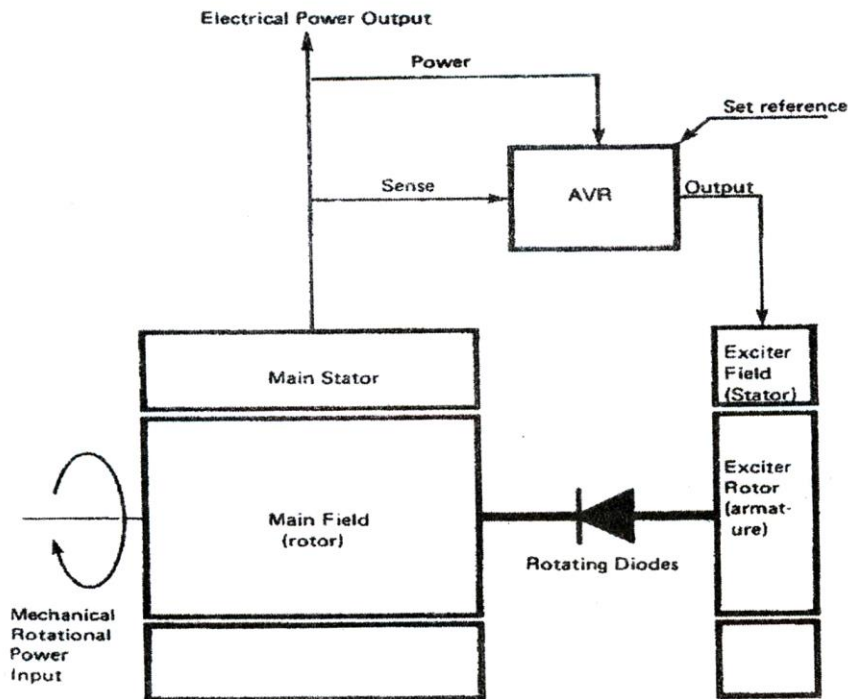 Electrical Power Output
Power
Set reference
Sense
AVR
Output
Main Stator
Exciter
Field
(Stator)
Main Field
(rotor)
Exciter
Rotor
(armat-
ure)
Rotating Diodes
Mechanical
Rotational
Power
Input